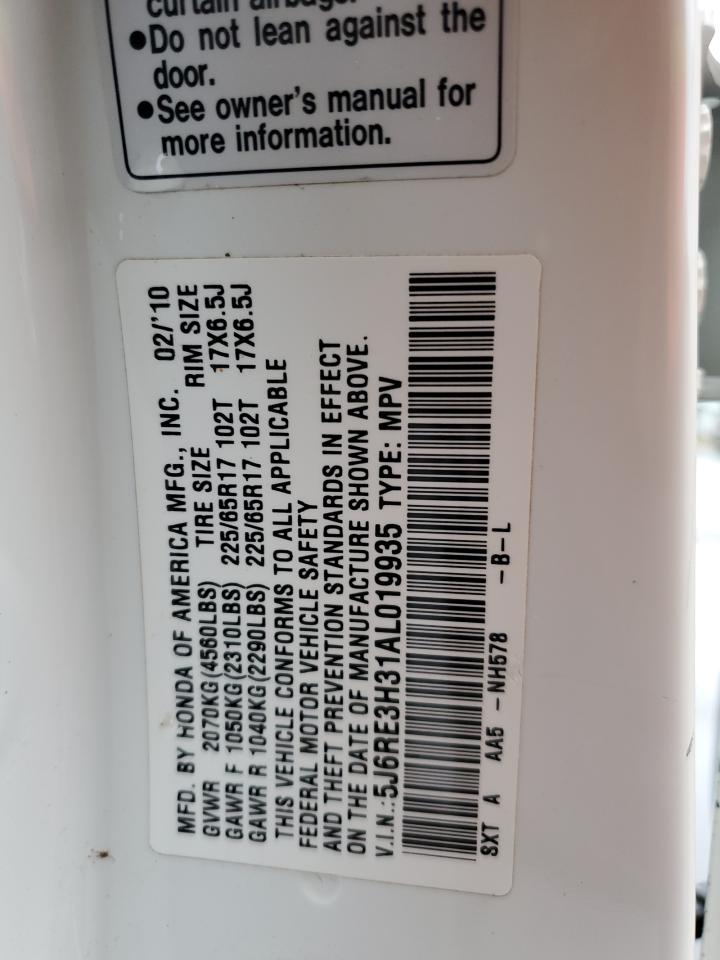 curtain airbag.
●Do not lean against the
door.
●See owner's manual for
more information.
MFD. BY HONDA OF AMERICA MFG., INC. 02/'10
GVWR 2070KG(4560LBS) TIRE SIZE RIM SIZE
GAWR F 1050KG(2310LBS) 225/65R17 102T 17X6.5J
GAWR R 1040KG(2290LBS) 225/65R17 102T 17X6.5J
THIS VEHICLE CONFORMS TO ALL APPLICABLE
FEDERAL MOTOR VEHICLE SAFETY
AND THEFT PREVENTION STANDARDS IN EFFECT
ON THE DATE OF MANUFACTURE SHOWN ABOVE.
V.I.N.:5J6RE3H31AL019935 TYPE: MPV
SXT A AA5 -NH578 -B-L